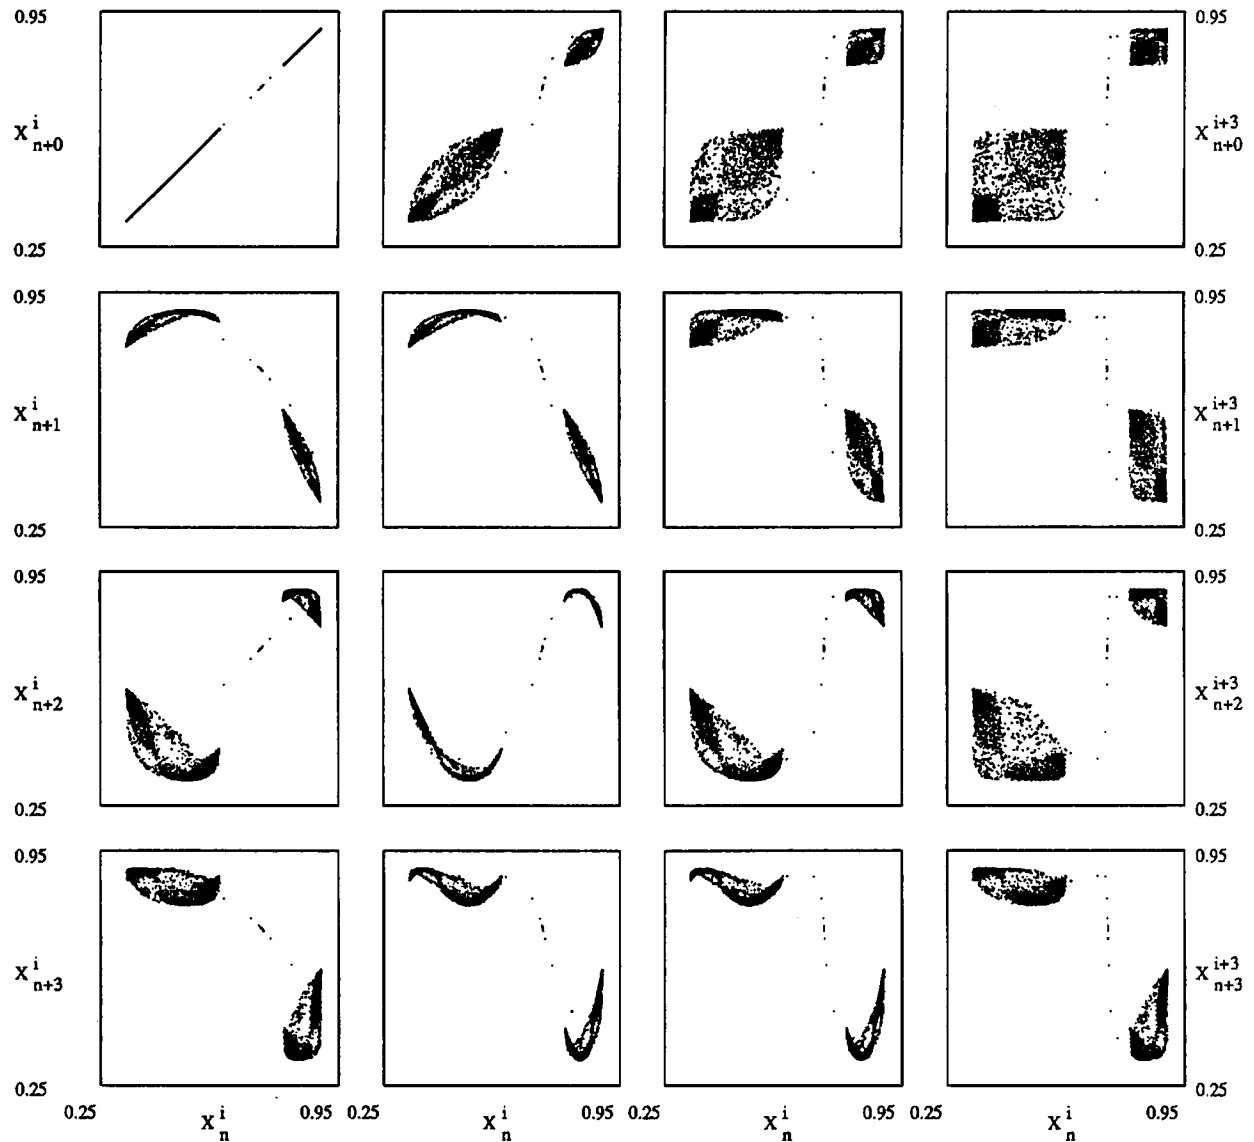 0.95 0.95
X^i_{n+0} X^{i+3}_{n+0}
0.25 0.25
0.95 0.95
X^i_{n+1} X^{i+3}_{n+1}
0.25 0.25
0.95 0.95
X^i_{n+2} X^{i+3}_{n+2}
0.25 0.25
0.95 0.95
X^i_{n+3} X^{i+3}_{n+3}
0.25 0.25
0.25 0.95 0.25 0.95 0.25 0.95 0.25 0.95
X^i_n X^i_n X^i_n X^i_n